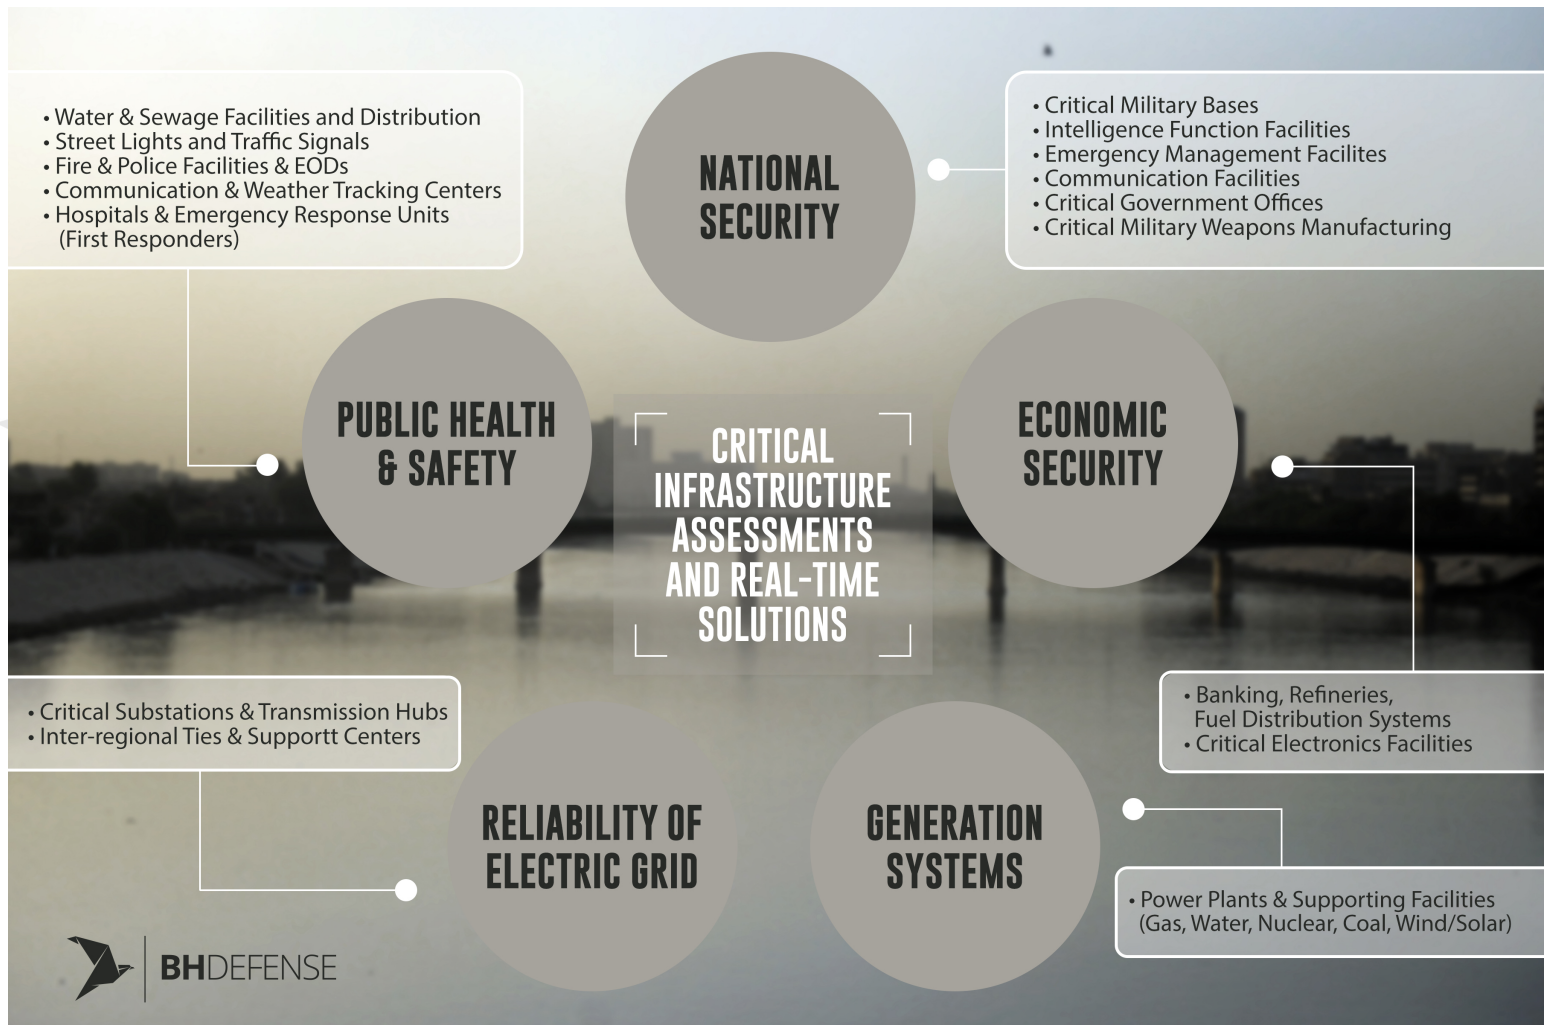 NATIONAL
SECURITY
• Critical Military Bases
• Intelligence Function Facilities
• Emergency Management Facilites
• Communication Facilities
• Critical Government Offices
• Critical Military Weapons Manufacturing
• Water & Sewage Facilities and Distribution
• Street Lights and Traffic Signals
• Fire & Police Facilities & EODs
• Communication & Weather Tracking Centers
• Hospitals & Emergency Response Units
(First Responders)
PUBLIC HEALTH
& SAFETY
CRITICAL
INFRASTRUCTURE
ASSESSMENTS
AND REAL-TIME
SOLUTIONS
ECONOMIC
SECURITY
• Banking, Refineries,
Fuel Distribution Systems
• Critical Electronics Facilities
• Critical Substations & Transmission Hubs
• Inter-regional Ties & Supportt Centers
RELIABILITY OF
ELECTRIC GRID
GENERATION
SYSTEMS
• Power Plants & Supporting Facilities
(Gas, Water, Nuclear, Coal, Wind/Solar)
BHDEFENSE